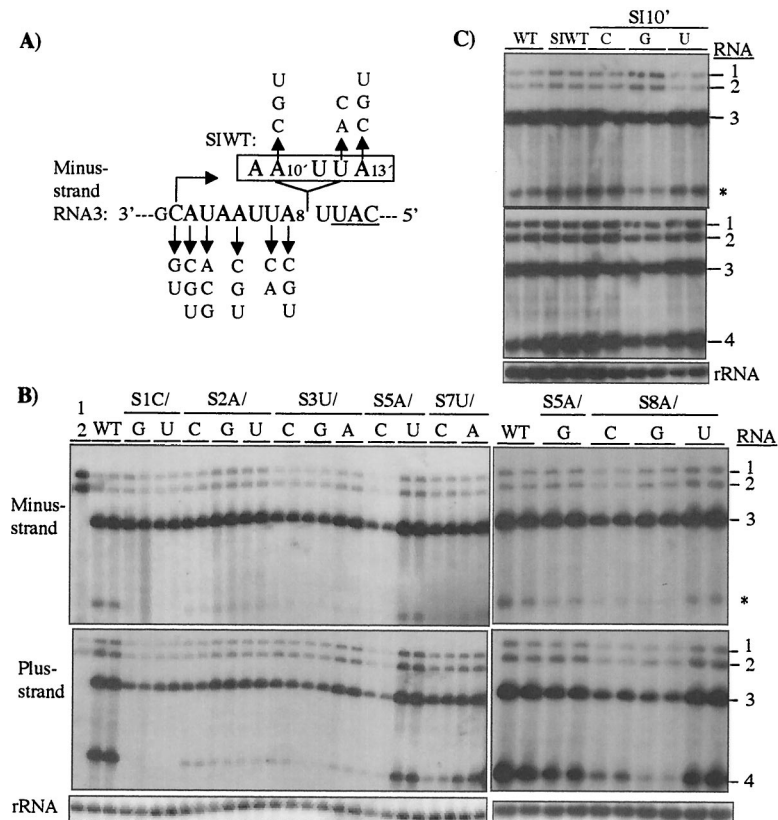 A)
U
G
C
C
A
U
G
C
SIWT:
A A10´ U U A13´
Minus-
strand
RNA3: 3’---GCAUAAUUA8 UUAC--- 5’
G C A C C C
U G C G A G
U G U U
C)
SI10’
WT SIWT C G U RNA
1
2
3
*
1
2
3
4
rRNA
B)
1
2 WT
S1C/ S2A/ S3U/ S5A/ S7U/
G U C G U C G A C U C A
S5A/ S8A/
WT G C G U RNA
Minus-
strand
1
2
3
*
Plus-
strand
1
2
3
4
rRNA